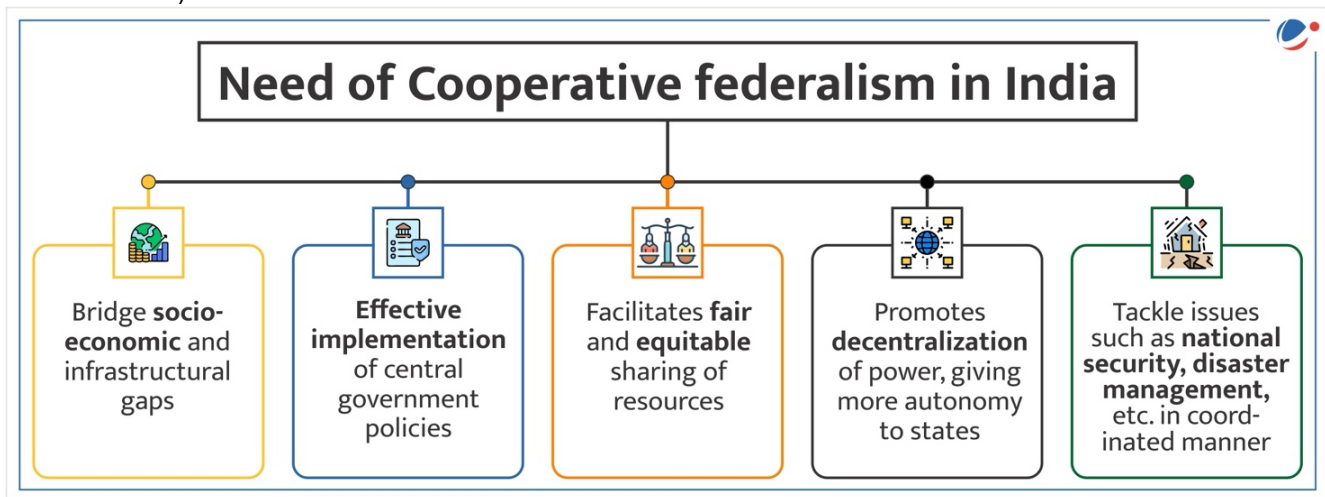 Need of Cooperative federalism in India
Bridge socio-
economic and
infrastructural
gaps
Effective
implementation
of central
government
policies
Facilitates fair
and equitable
sharing of
resources
Promotes
decentralization
of power, giving
more autonomy
to states
Tackle issues
such as national
security, disaster
management,
etc. in coord-
inated manner